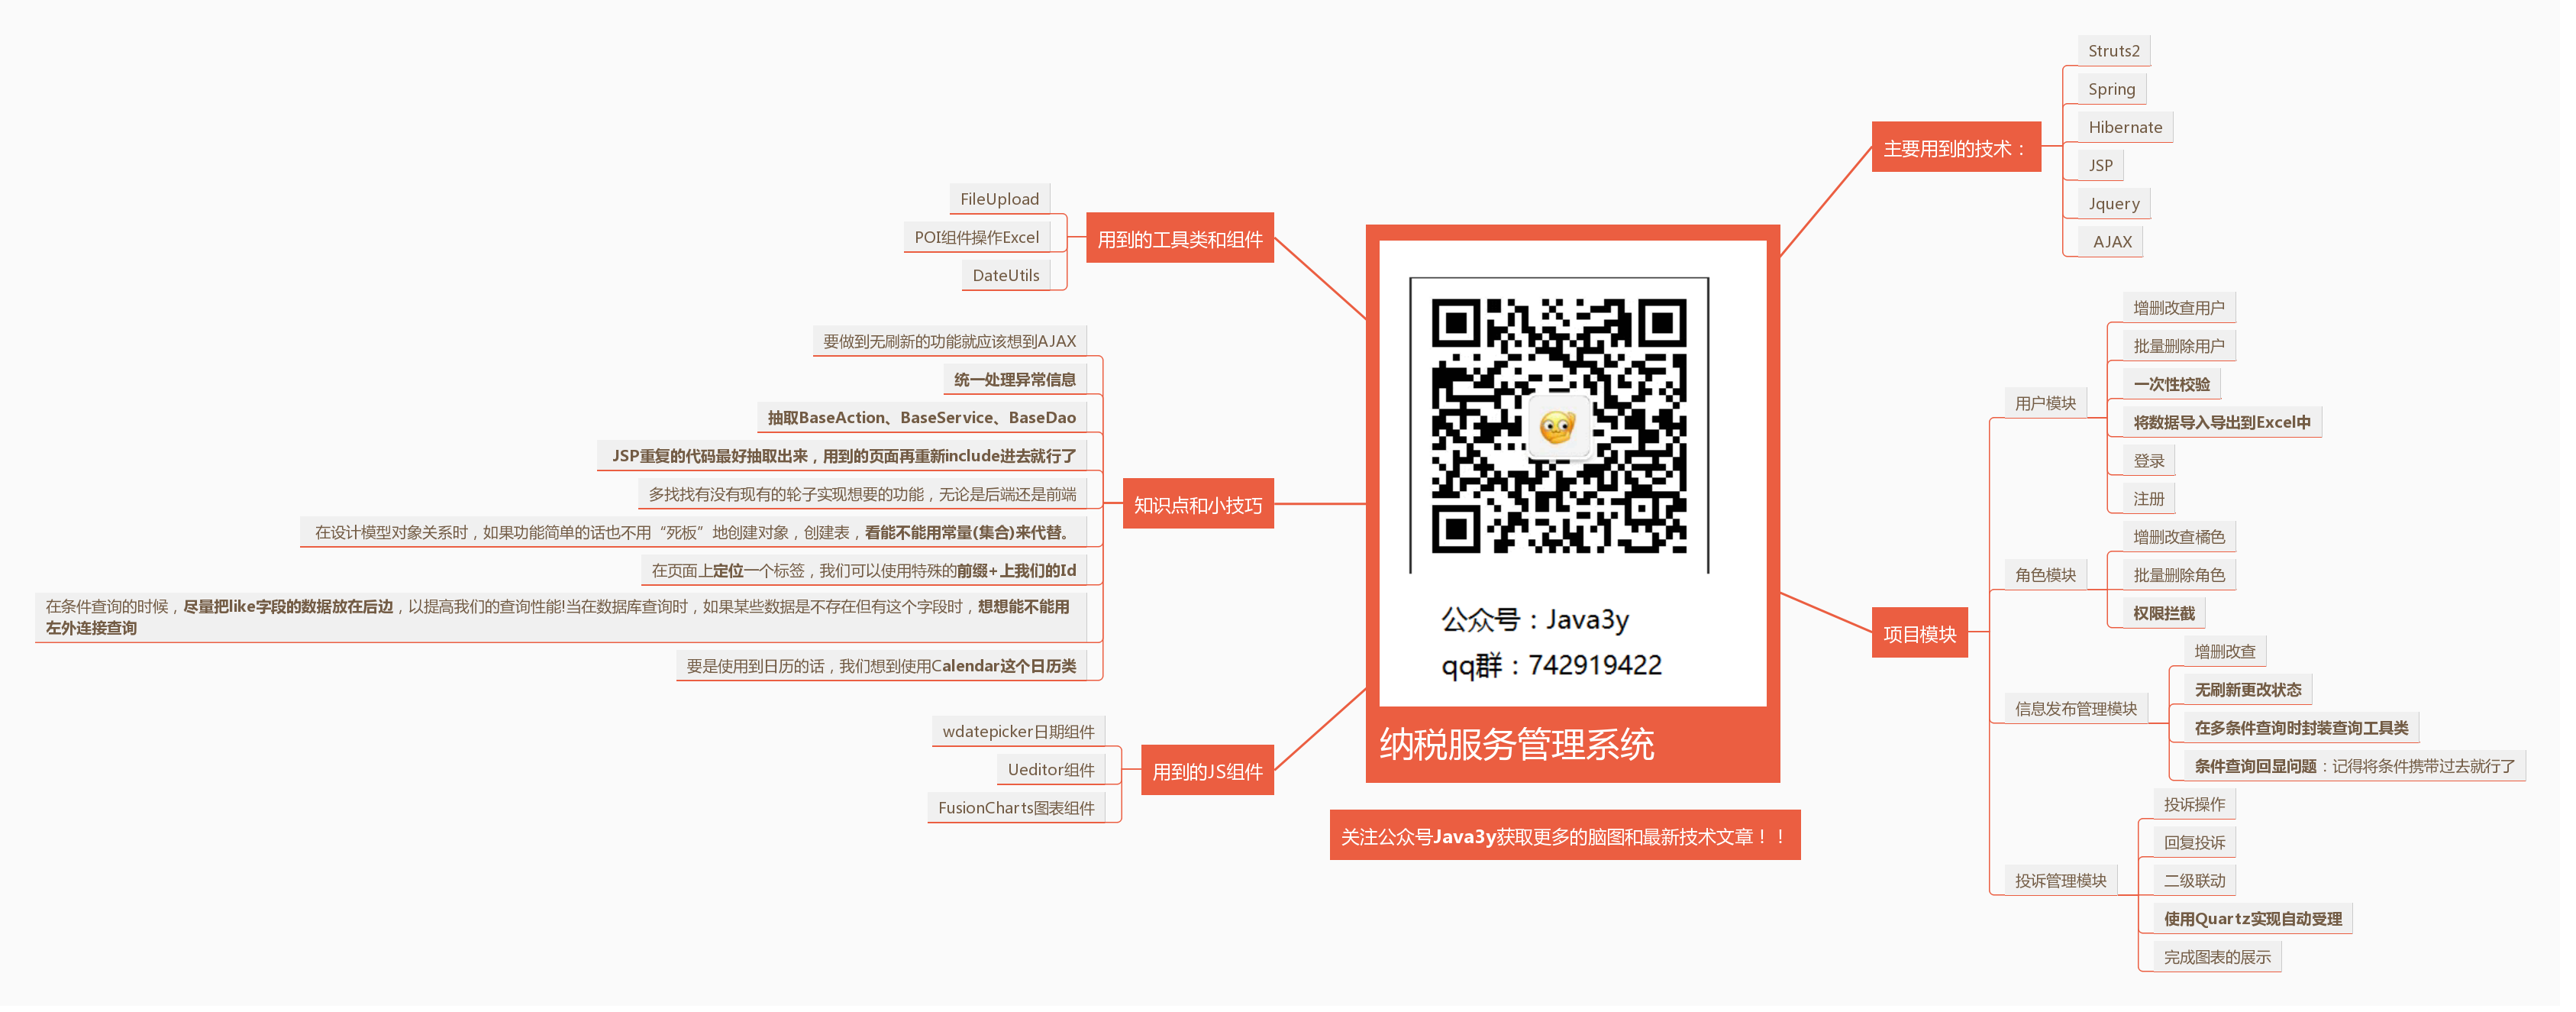 Struts2
Spring
Hibernate
JSP
Jquery
AJAX
主要用到的技术：
FileUpload
POI组件操作Excel
DateUtils
用到的工具类和组件
要做到无刷新的功能就应该想到AJAX
统一处理异常信息
抽取BaseAction、BaseService、BaseDao
JSP重复的代码最好抽取出来，用到的页面再重新include进去就行了
多找找有没有现有的轮子实现想要的功能，无论是后端还是前端
在设计模型对象关系时，如果功能简单的话也不用“死板”地创建对象，创建表，看能不能用常量(集合)来代替。
在页面上定位一个标签，我们可以使用特殊的前缀+上我们的Id
在条件查询的时候，尽量把like字段的数据放在后边，以提高我们的查询性能!当在数据库查询时，如果某些数据是不存在但有这个字段时，想想能不能用
左外连接查询
要是使用到日历的话，我们想到使用Calendar这个日历类
知识点和小技巧
wdatepicker日期组件
Ueditor组件
FusionCharts图表组件
用到的JS组件
公众号：Java3y
qq群：742919422
纳税服务管理系统
关注公众号Java3y获取更多的脑图和最新技术文章！！
项目模块
用户模块
增删改查用户
批量删除用户
一次性校验
将数据导入导出到Excel中
登录
注册
角色模块
增删改查橘色
批量删除角色
权限拦截
信息发布管理模块
增删改查
无刷新更改状态
在多条件查询时封装查询工具类
条件查询回显问题：记得将条件携带过去就行了
投诉管理模块
投诉操作
回复投诉
二级联动
使用Quartz实现自动受理
完成图表的展示